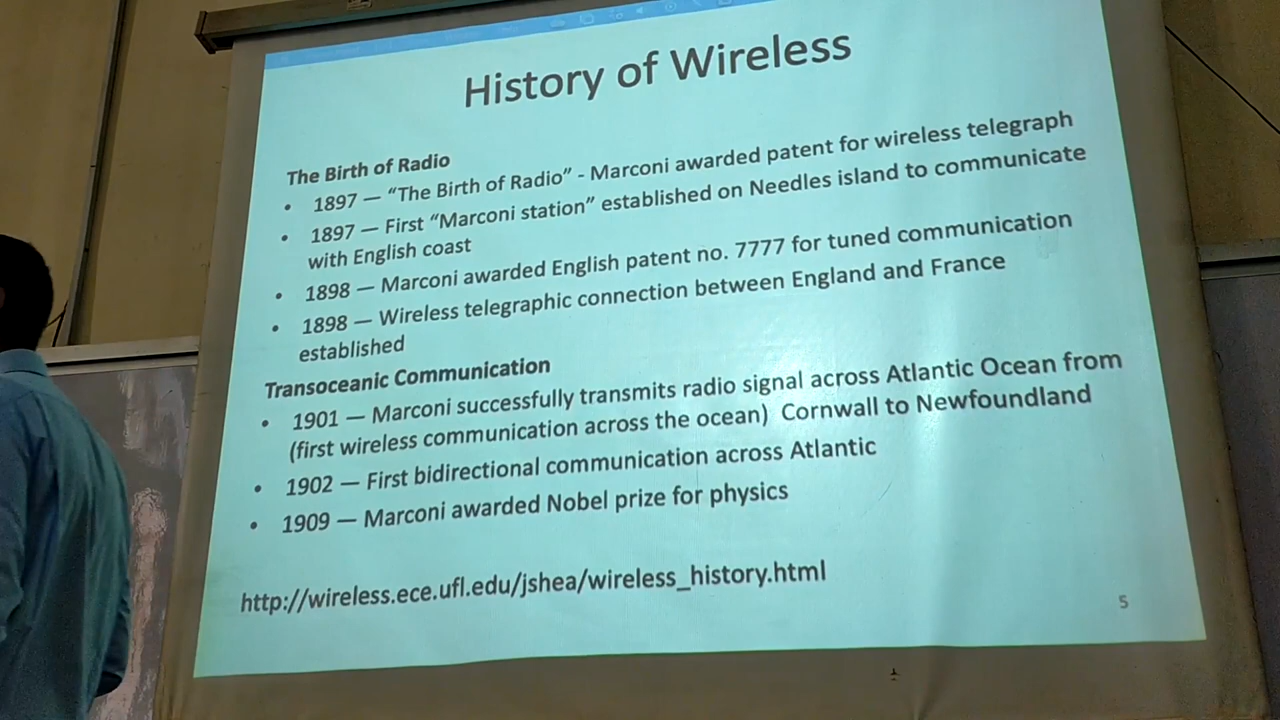 History of Wireless
The Birth of Radio
• 1897 — “The Birth of Radio” - Marconi awarded patent for wireless telegraph
• 1897 — First “Marconi station” established on Needles island to communicate
with English coast
• 1898 — Marconi awarded English patent no. 7777 for tuned communication
• 1898 — Wireless telegraphic connection between England and France
established
Transoceanic Communication
• 1901 — Marconi successfully transmits radio signal across Atlantic Ocean from
(first wireless communication across the ocean) Cornwall to Newfoundland
• 1902 — First bidirectional communication across Atlantic
• 1909 — Marconi awarded Nobel prize for physics
http://wireless.ece.ufl.edu/jshea/wireless_history.html
5